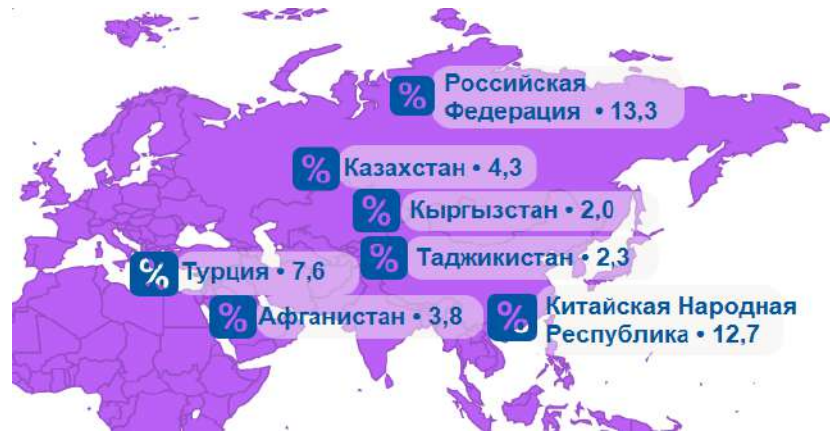 % Российская
Федерация • 13,3
% Казахстан • 4,3
% Кыргызстан • 2,0
% Таджикистан • 2,3
% Турция • 7,6
% Афганистан • 3,8
% Китайская Народная
Республика • 12,7